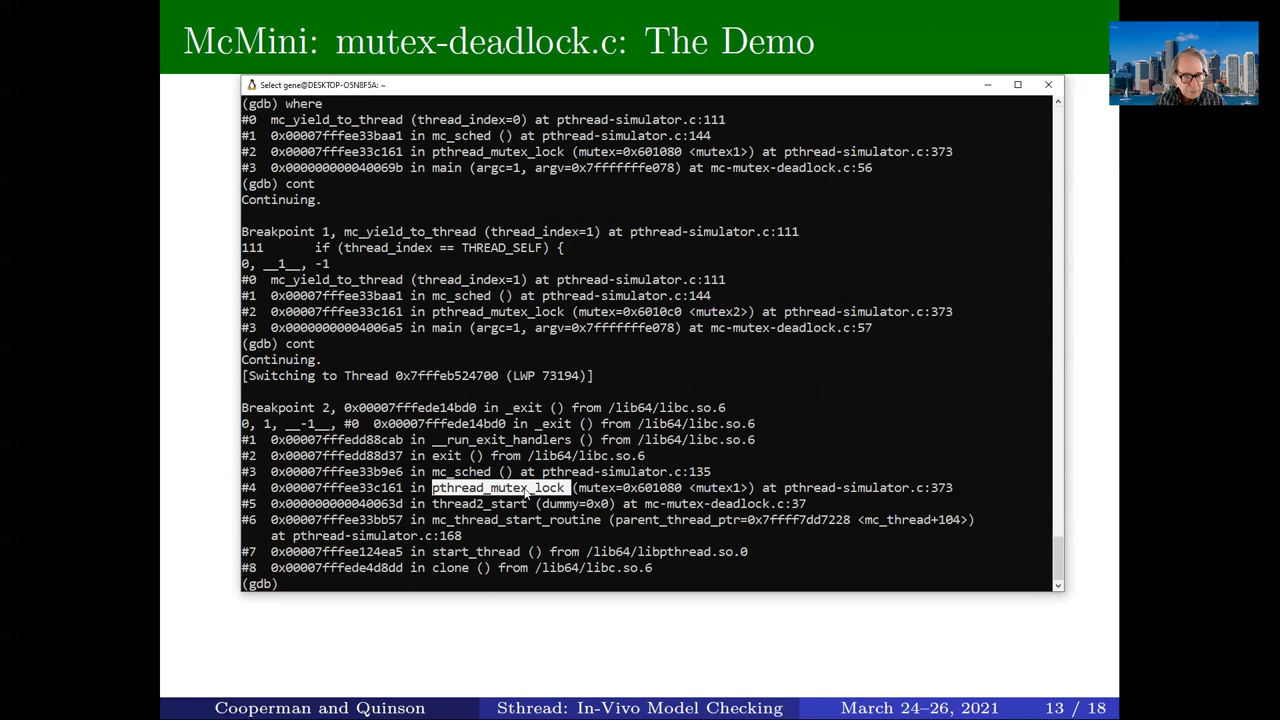 McMini: mutex-deadlock.c: The Demo
Select gene@DESKTOP-O5N8F5A: ~
(gdb) where
#0  mc_yield_to_thread (thread_index=0) at pthread-simulator.c:111
#1  0x00007fffee33baa1 in mc_sched () at pthread-simulator.c:144
#2  0x00007fffee33c161 in pthread_mutex_lock (mutex=0x601080 <mutex1>) at pthread-simulator.c:373
#3  0x000000000040069b in main (argc=1, argv=0x7fffffffe078) at mc-mutex-deadlock.c:56
(gdb) cont
Continuing.
Breakpoint 1, mc_yield_to_thread (thread_index=1) at pthread-simulator.c:111
111      if (thread_index == THREAD_SELF) {
0, __1__, -1
#0  mc_yield_to_thread (thread_index=1) at pthread-simulator.c:111
#1  0x00007fffee33baa1 in mc_sched () at pthread-simulator.c:144
#2  0x00007fffee33c161 in pthread_mutex_lock (mutex=0x6010c0 <mutex2>) at pthread-simulator.c:373
#3  0x00000000004006a5 in main (argc=1, argv=0x7fffffffe078) at mc-mutex-deadlock.c:57
(gdb) cont
Continuing.
[Switching to Thread 0x7fffeb524700 (LWP 73194)]
Breakpoint 2, 0x00007fffede14bd0 in _exit () from /lib64/libc.so.6
0, 1, __-1__, #0  0x00007fffede14bd0 in _exit () from /lib64/libc.so.6
#1  0x00007fffedd88cab in __run_exit_handlers () from /lib64/libc.so.6
#2  0x00007fffedd88d37 in exit () from /lib64/libc.so.6
#3  0x00007fffee33b9e6 in mc_sched () at pthread-simulator.c:135
#4  0x00007fffee33c161 in pthread_mutex_lock (mutex=0x601080 <mutex1>) at pthread-simulator.c:373
#5  0x000000000040063d in thread2_start (dummy=0x0) at mc-mutex-deadlock.c:37
#6  0x00007fffee33bb57 in mc_thread_start_routine (parent_thread_ptr=0x7ffff7dd7228 <mc_thread+104>)
at pthread-simulator.c:168
#7  0x00007fffee124ea5 in start_thread () from /lib64/libpthread.so.0
#8  0x00007fffede4d8dd in clone () from /lib64/libc.so.6
(gdb)
Cooperman and Quinson  Sthread: In-Vivo Model Checking  March 24–26, 2021  13 / 18